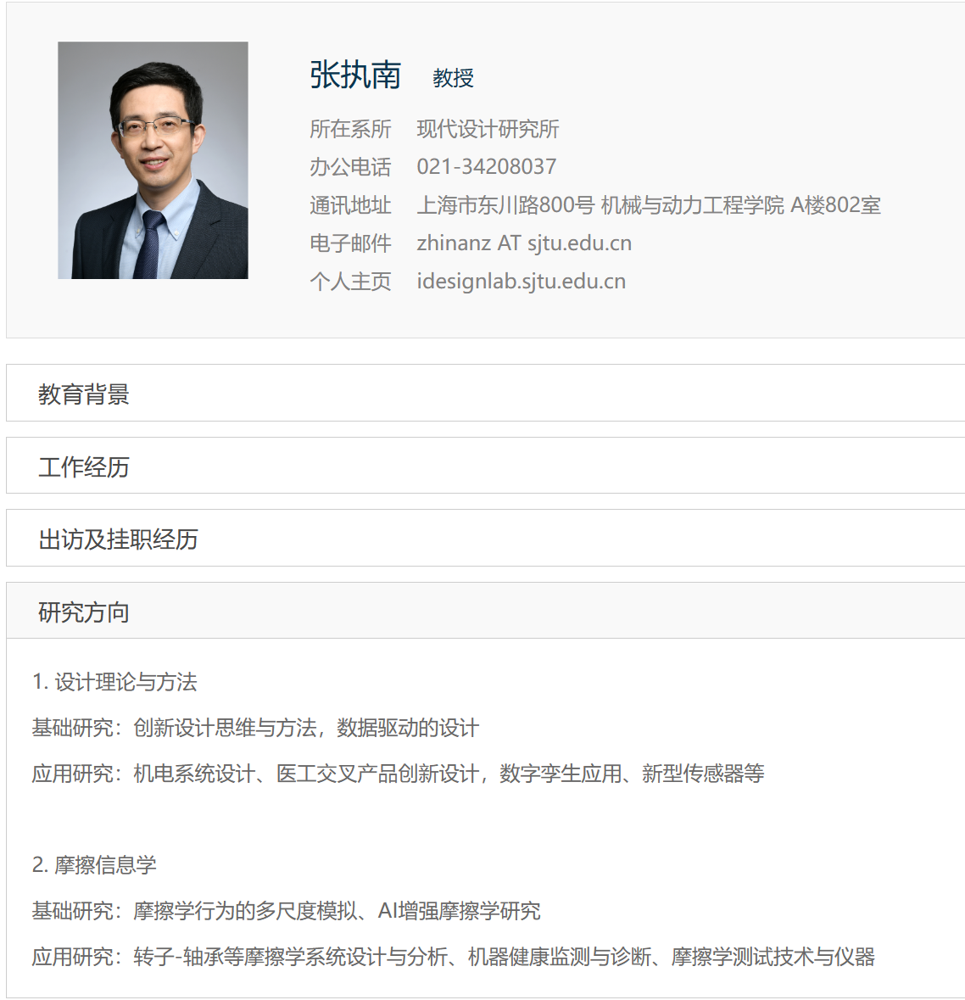 张执南 教授
所在系所 现代设计研究所
办公电话 021-34208037
通讯地址 上海市东川路800号 机械与动力工程学院 A楼802室
电子邮件 zhinanz AT sjtu.edu.cn
个人主页 idesignlab.sjtu.edu.cn
教育背景
工作经历
出访及挂职经历
研究方向
1. 设计理论与方法
基础研究：创新设计思维与方法，数据驱动的设计
应用研究：机电系统设计、医工交叉产品创新设计，数字孪生应用、新型传感器等
2. 摩擦信息学
基础研究：摩擦学行为的多尺度模拟、AI增强摩擦学研究
应用研究：转子-轴承等摩擦学系统设计与分析、机器健康监测与诊断、摩擦学测试技术与仪器